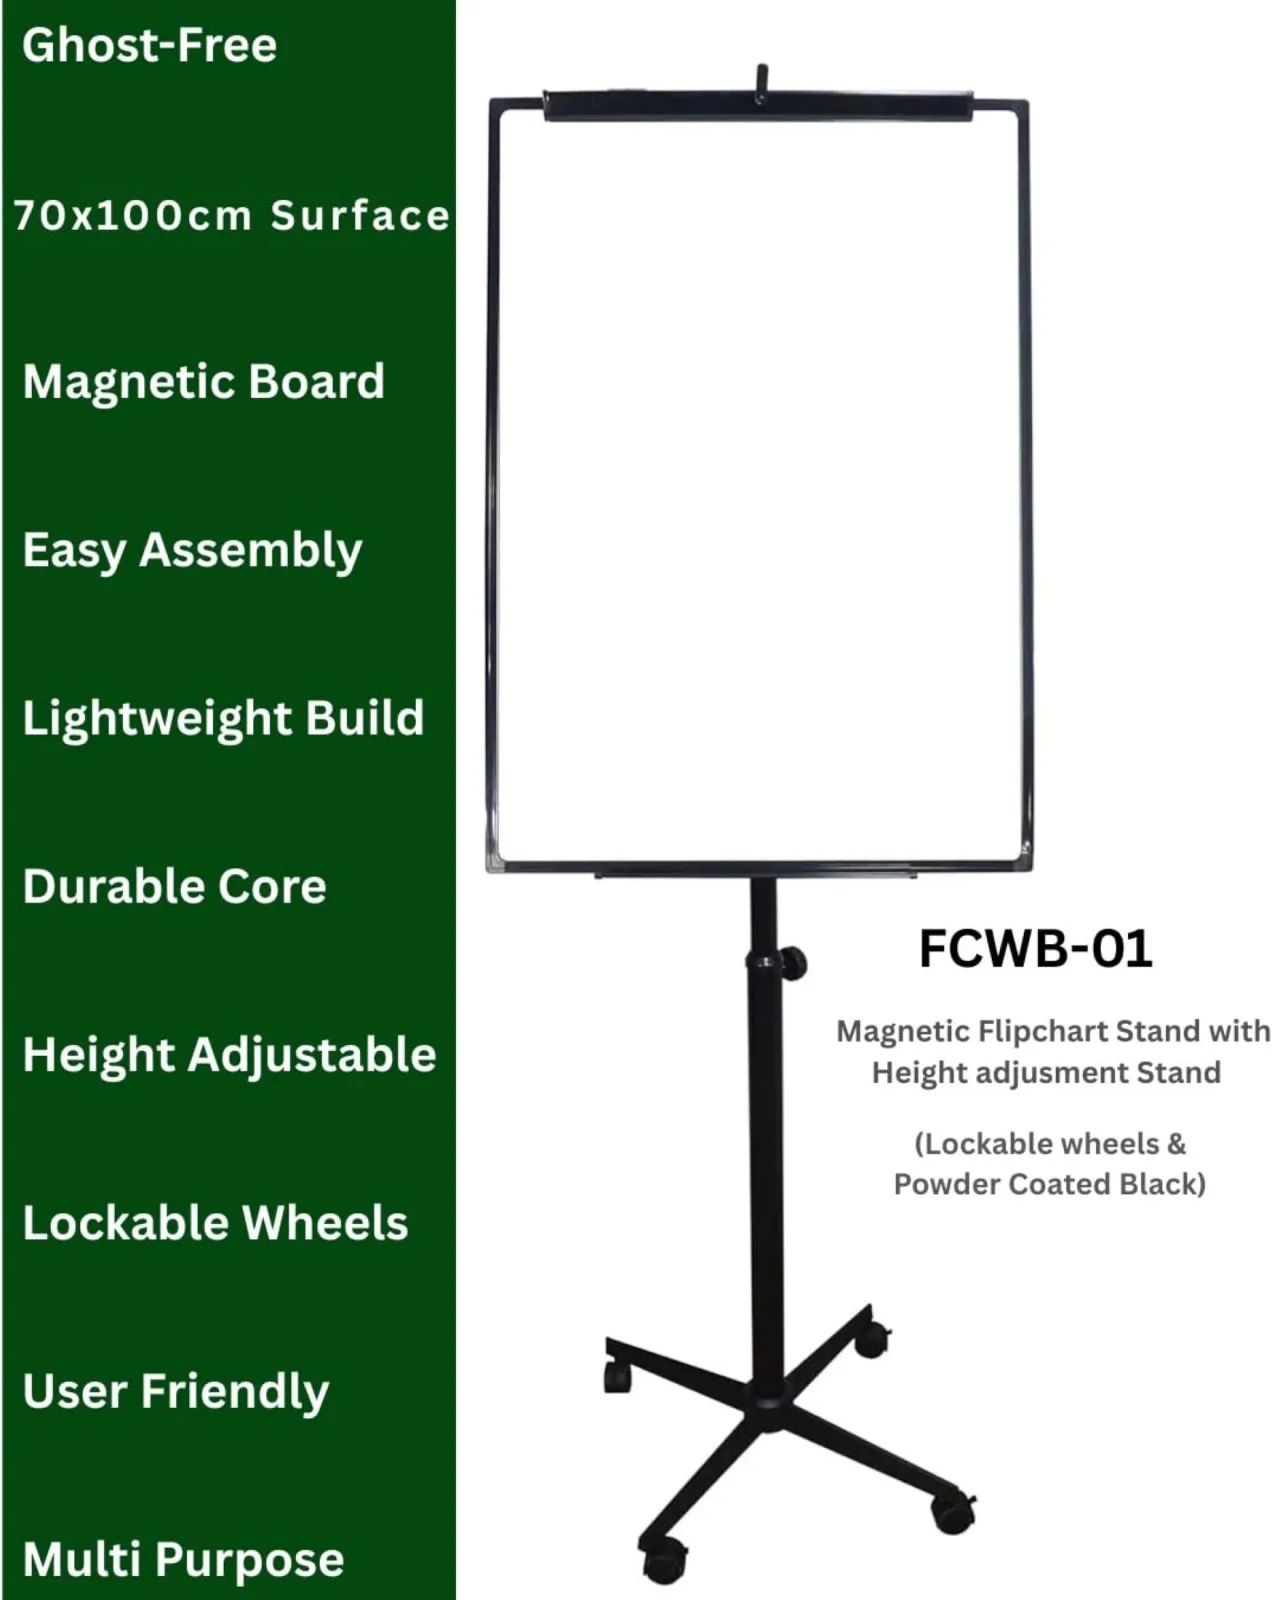 Ghost-Free
70x100cm Surface
Magnetic Board
Easy Assembly
Lightweight Build
Durable Core
Height Adjustable
Lockable Wheels
User Friendly
Multi Purpose
FCWB-01
Magnetic Flipchart Stand with
Height adjusment Stand
(Lockable wheels &
Powder Coated Black)